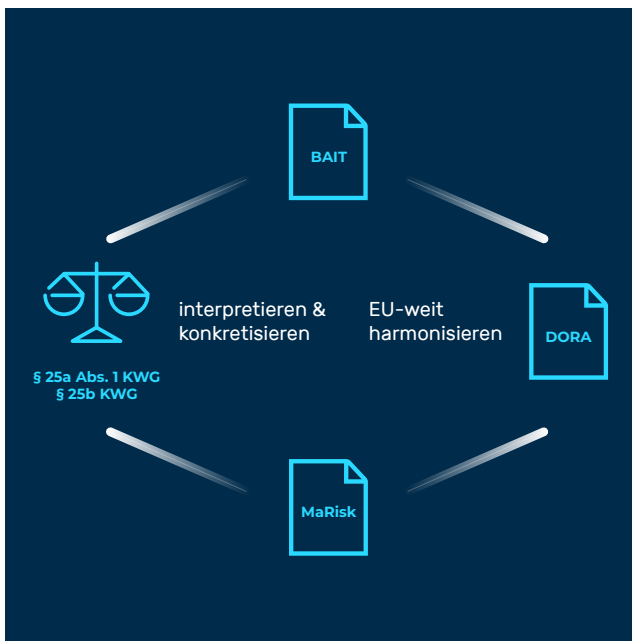 BAIT
interpretieren &
konkretisieren
EU-weit
harmonisieren
DORA
§ 25a Abs. 1 KWG
§ 25b KWG
MaRisk